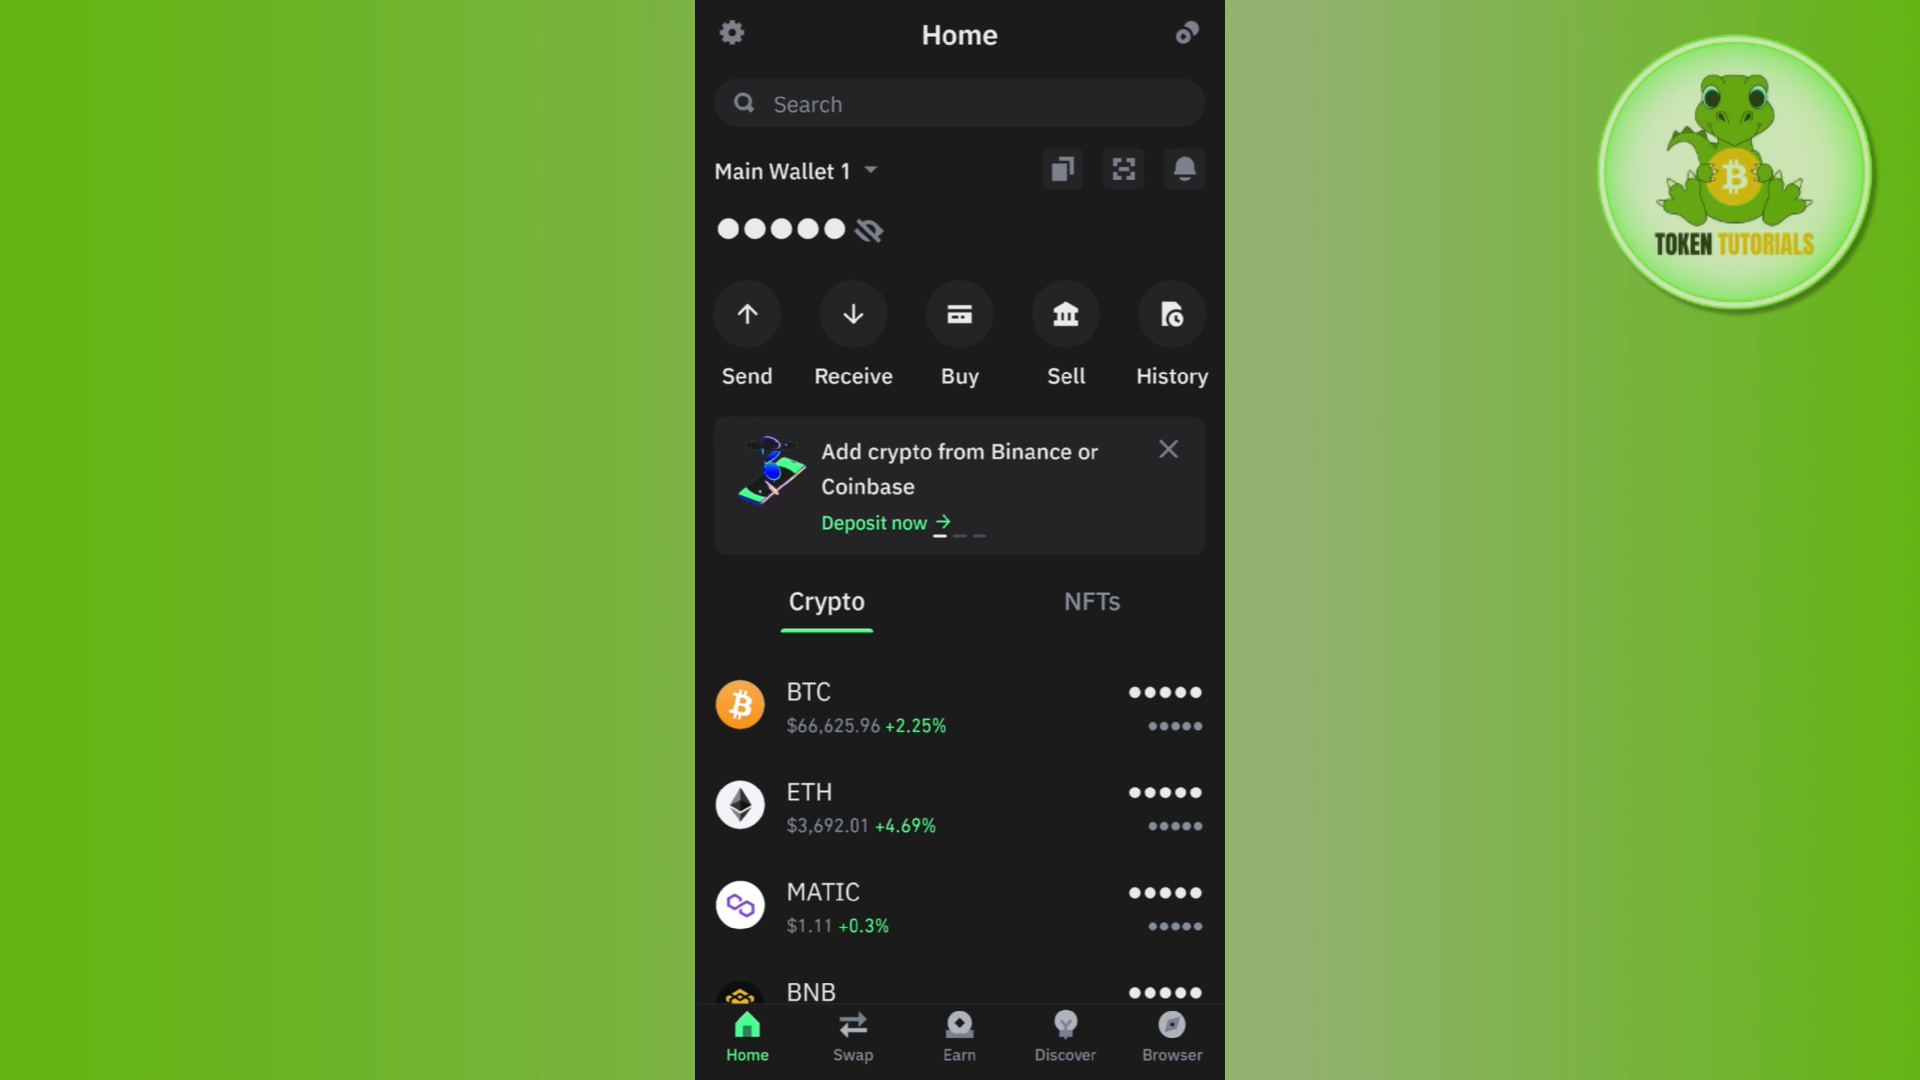 Home
Search
Main Wallet 1
Send
Receive
Buy
Sell
History
Add crypto from Binance or
Coinbase
Deposit now →
Crypto
NFTs
BTC
$66,625.96 +2.25%
ETH
$3,692.01 +4.69%
MATIC
$1.11 +0.3%
BNB
Home
Swap
Earn
Discover
Browser
TOKEN TUTORIALS